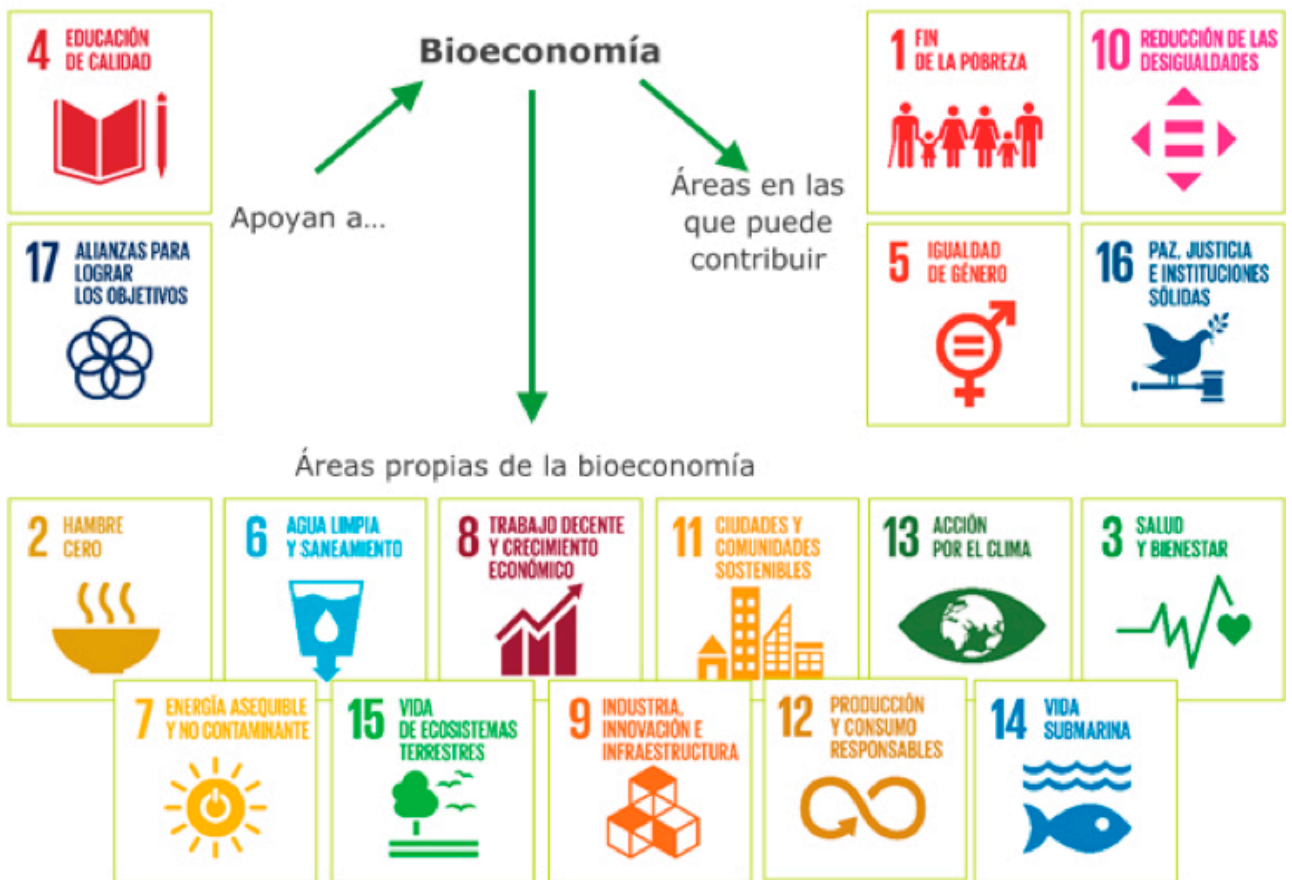 Bioeconomía
4 EDUCACIÓN
DE CALIDAD
17 ALIANZAS PARA
LOGRAR
LOS OBJETIVOS
Apoyan a...
Áreas en las
que puede
contribuir
1 FIN
DE LA POBREZA
10 REDUCCIÓN DE LAS
DESIGUALDADES
5 IGUALDAD
DE GÉNERO
16 PAZ, JUSTICIA
E INSTITUCIONES
SÓLIDAS
Áreas propias de la bioeconomía
2 HAMBRE
CERO
6 AGUA LIMPIA
Y SANEAMIENTO
8 TRABAJO DECENTE
Y CRECIMIENTO
ECONÓMICO
11 CIUDADES Y
COMUNIDADES
SOSTENIBLES
13 ACCIÓN
POR EL CLIMA
3 SALUD
Y BIENESTAR
7 ENERGÍA ASEQUIBLE
Y NO CONTAMINANTE
15 VIDA
DE ECOSISTEMAS
TERRESTRES
9 INDUSTRIA,
INNOVACIÓN E
INFRAESTRUCTURA
12 PRODUCCIÓN
Y CONSUMO
RESPONSABLES
14 VIDA
SUBMARINA